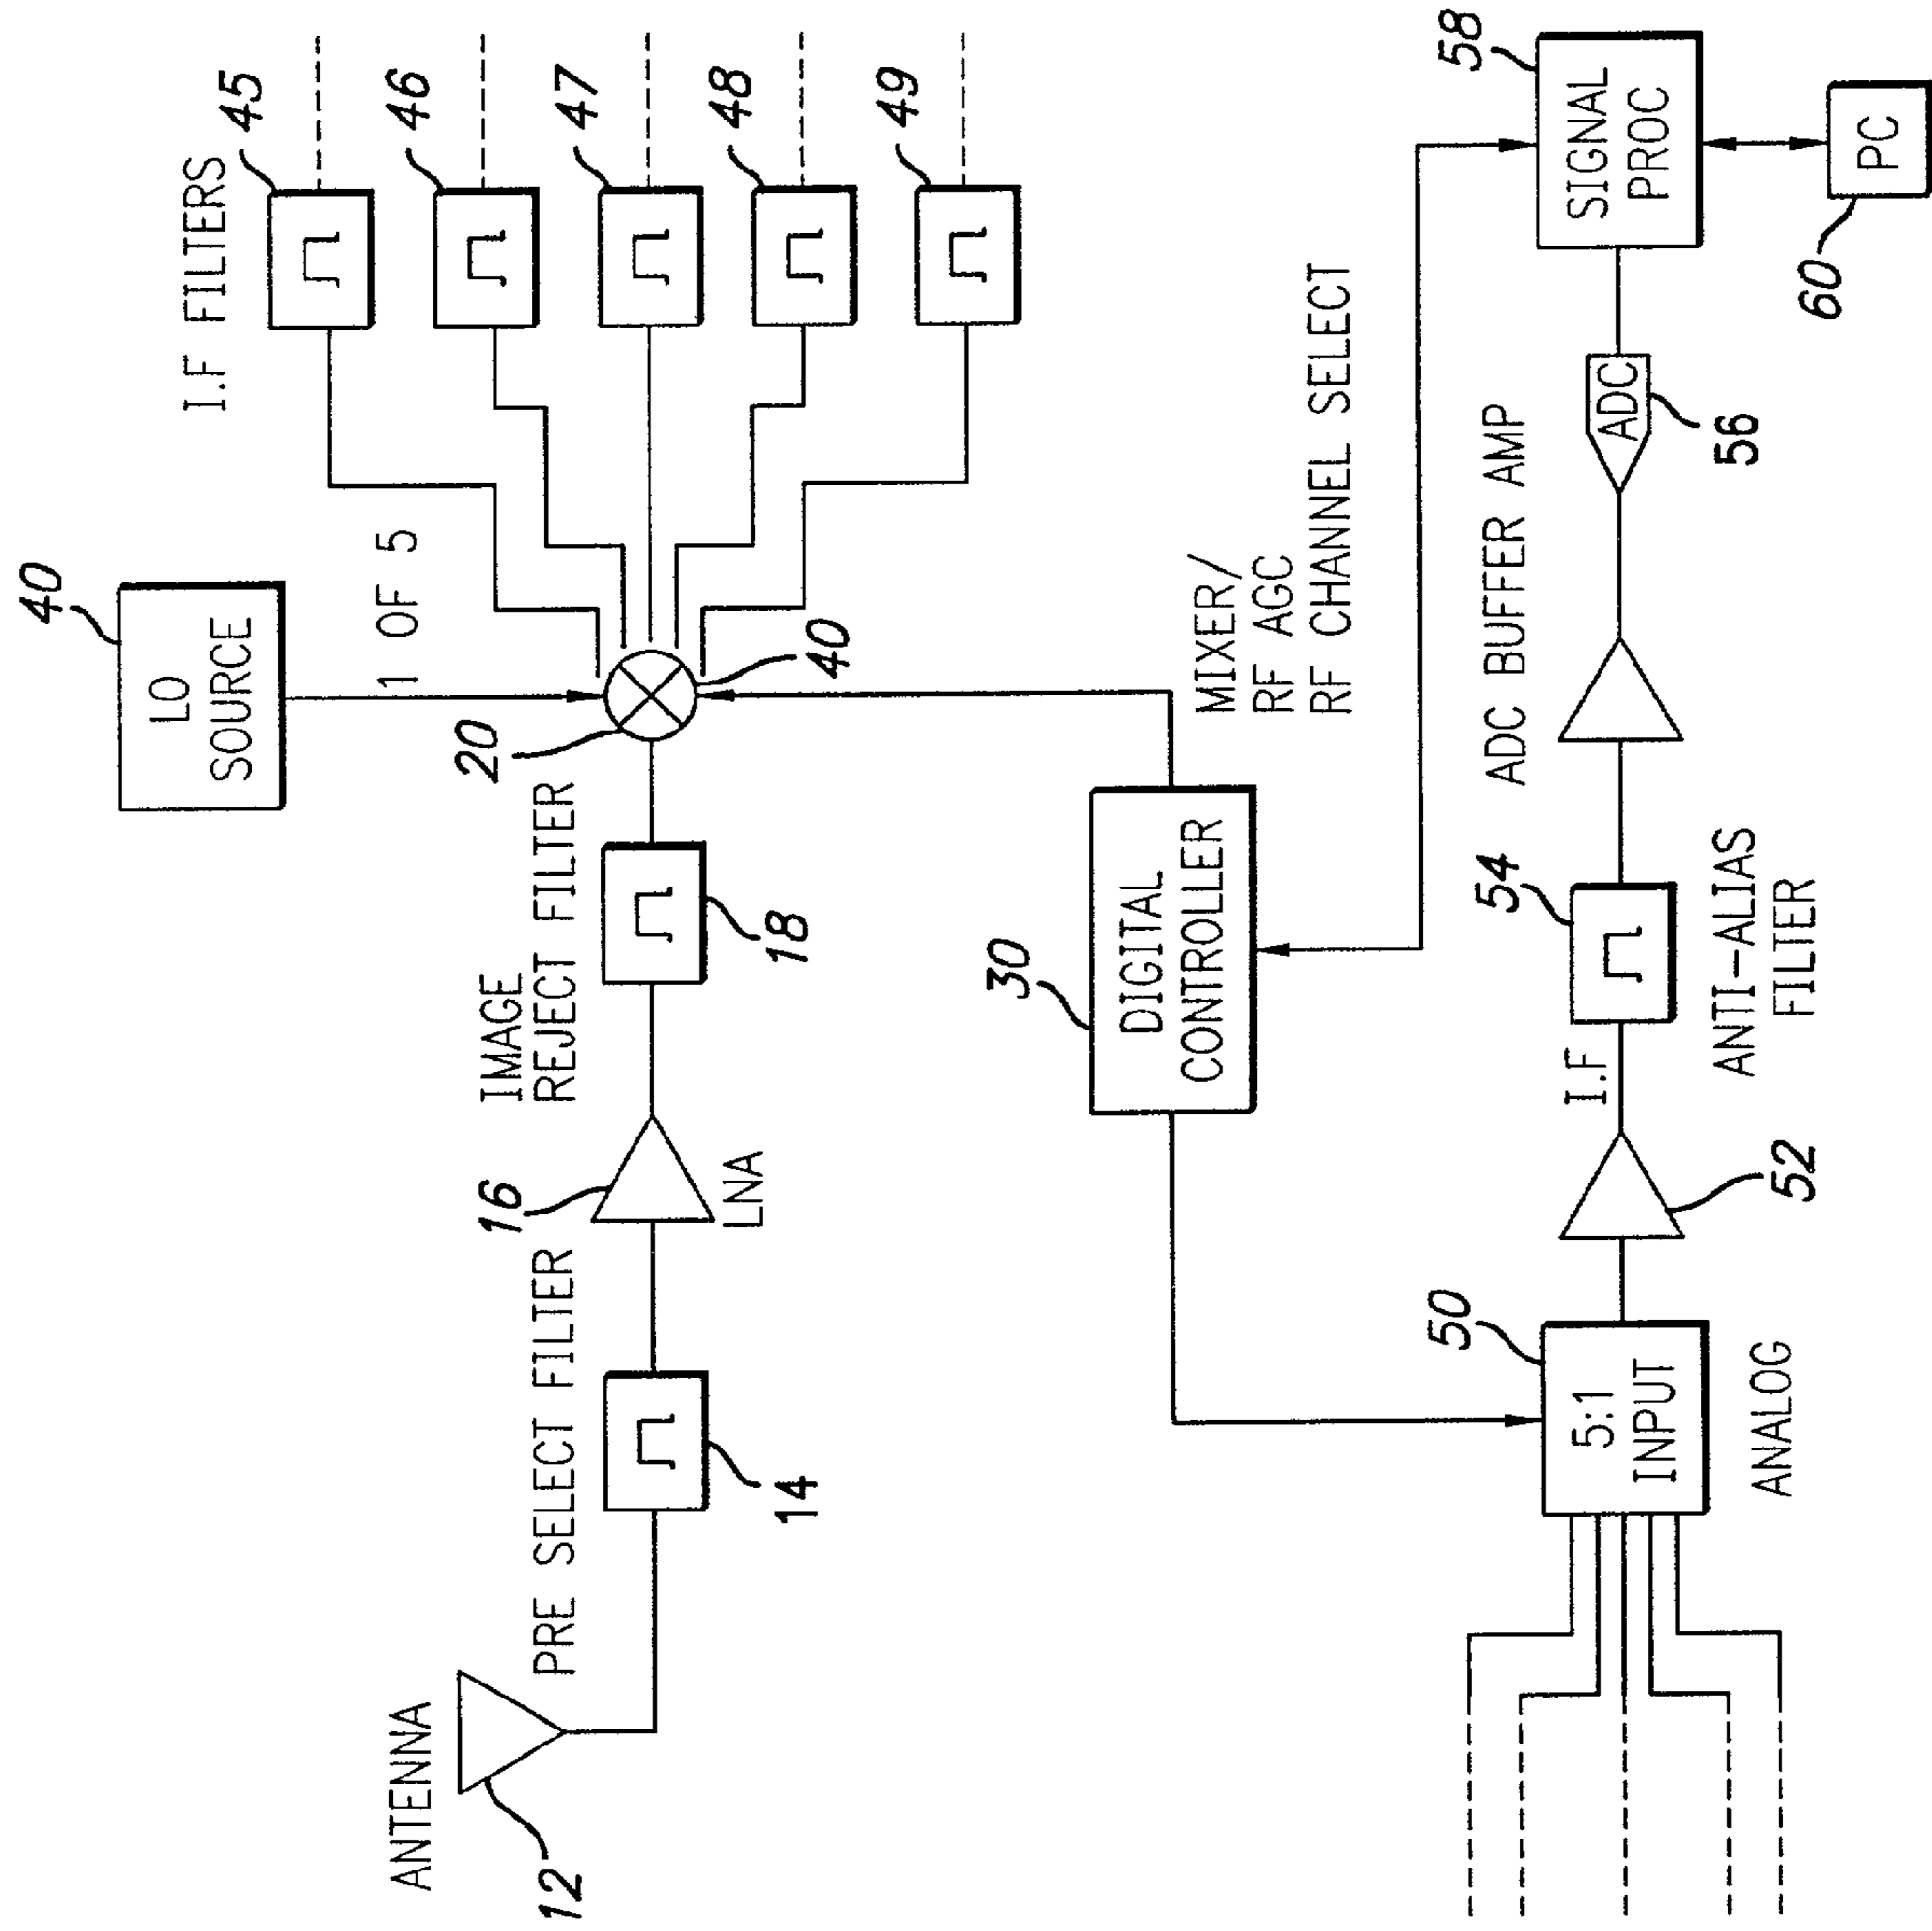 40
LO
SOURCE
1 OF 5
I.F FILTERS
45
46
47
48
49
ANTENNA
12
PRE SELECT FILTER
14
16
LNA
IMAGE
REJECT FILTER
18
20
40
30
DIGITAL
CONTROLLER
MIXER/
RF AGC
RF CHANNEL SELECT
50
5:1
INPUT
ANALOG
52
I.F
54
ANTI-ALIAS
FILTER
ADC BUFFER AMP
ADC
56
58
SIGNAL
PROC
60
PC